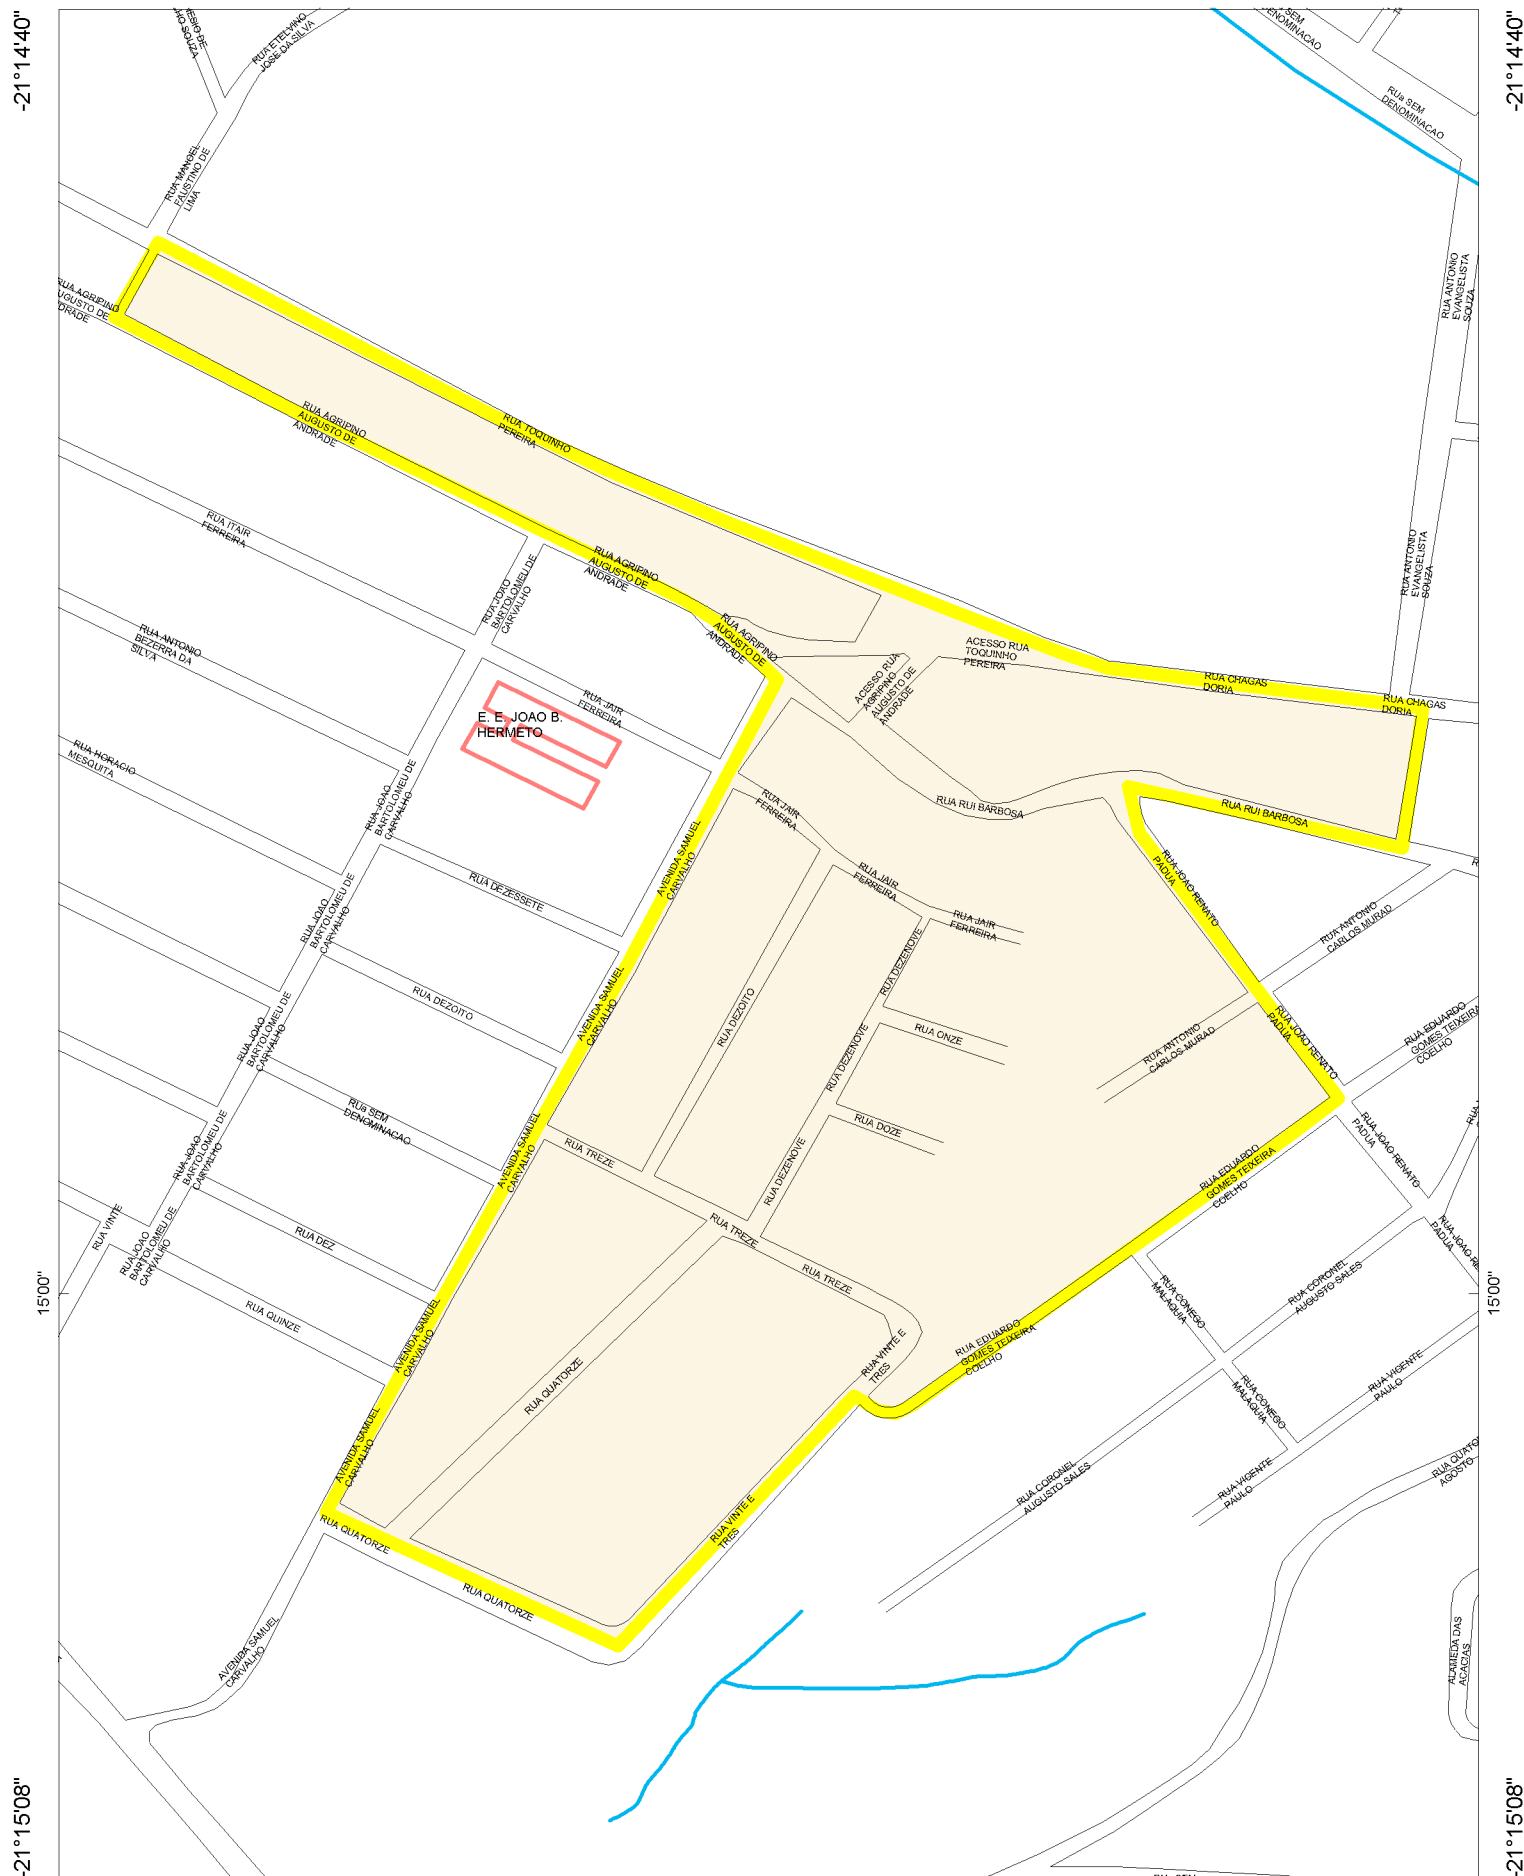 -21°14'40"
-21°14'40"
HO SOUZA
RUA ETELVINO
JOSE DA SILVA
SEM
DENOMINACAO
RUa SEM
DENOMINACAO
RUA MANOEL
FAUSTINO DE
LIMA
RUA ANTONIO
EVANGELISTA
SOUZA
RUA AGRIPINO
UGUSTO DE
DRADE
RUA AGRIPINO
AUGUSTO DE
ANDRADE
RUA TOQUINHO
PEREIRA
RUA ITAIR
FERREIRA
RUA AGRIPINO
AUGUSTO DE
ANDRADE
RUA JOAO
BARTOLOMEU DE
CARVALHO
RUA ANTONIO
EVANGELISTA
SOUZA
RUA ANTONIO
BEZERRA DA
SILVA
RUA AGRIPINO
AUGUSTO DE
ANDRADE
ACESSO RUA
TOQUINHO
PEREIRA
ACESSO RUA
AGRIPINO
AUGUSTO DE
ANDRADE
RUA CHAGAS
DORIA
RUA CHAGAS
DORIA
RUA JAIR
FERREIRA
E. E. JOAO B.
HERMETO
RUA HORACIO
MESQUITA
RUA JOAO
BARTOLOMEU DE
CARVALHO
RUA JAIR
FERREIRA
RUA RUI BARBOSA
RUA RUI BARBOSA
AVENIDA SAMUEL
CARVALHO
RUA JAIR
FERREIRA
RUA JOAO RENATO
PADUA
RUA DEZESSETE
RUA JOAO
BARTOLOMEU DE
CARVALHO
RUA JAIR
FERREIRA
RUA ANTONIO
CARLOS MURAD
RUA DEZENOVE
RUA DEZOITO
RUA DEZOITO
AVENIDA SAMUEL
CARVALHO
RUA JOAO
BARTOLOMEU DE
CARVALHO
RUA ONZE
RUA ANTONIO
CARLOS MURAD
RUA JOAO RENATO
PADUA
RUA EDUARDO
GOMES TEIXEIRA
COELHO
RUA DEZENOVE
RUa SEM
DENOMINACAO
RUA DOZE
RUA JOAO
BARTOLOMEU DE
CARVALHO
AVENIDA SAMUEL
CARVALHO
RUA TREZE
RUA DEZENOVE
RUA EDUARDO
GOMES TEIXEIRA
COELHO
RUA JOAO RENATO
PADUA
RUA VINTE
RUA JOAO
BARTOLOMEU DE
CARVALHO
RUA DEZ
RUA TREZE
RUA JOAO RE
PADUA
RUA TREZE
15'00"
15'00"
RUA QUINZE
AVENIDA SAMUEL
CARVALHO
RUA CONEGO
MALAQUIA
RUA CORONEL
AUGUSTO SALES
RUA VINTE E
TRES
RUA EDUARDO
GOMES TEIXEIRA
COELHO
RUA QUATORZE
RUA CONEGO
MALAQUIA
RUA VICENTE
PAULO
AVENIDA SAMUEL
CARVALHO
RUA CORONEL
AUGUSTO SALES
RUA VICENTE
PAULO
RUA QUATO
AGOSTO
RUA QUATORZE
RUA VINTE E
TRES
RUA QUATORZE
AVENIDA SAMUEL
CARVALHO
ALAMEDA DAS
ACACIAS
-21°15'08"
-21°15'08"